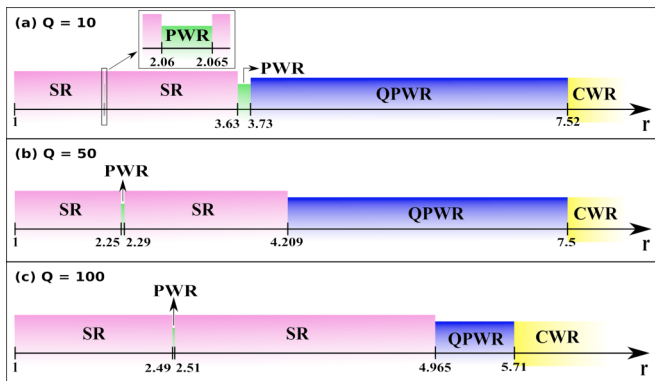 (a) Q = 10
PWR
2.06 2.065
PWR
SR SR QPWR CWR
1 3.63 3.73 7.52 r
(b) Q = 50
PWR
SR SR QPWR CWR
1 2.25 2.29 4.209 7.5 r
(c) Q = 100
PWR
SR SR QPWR CWR
1 2.49 2.51 4.965 5.71 r